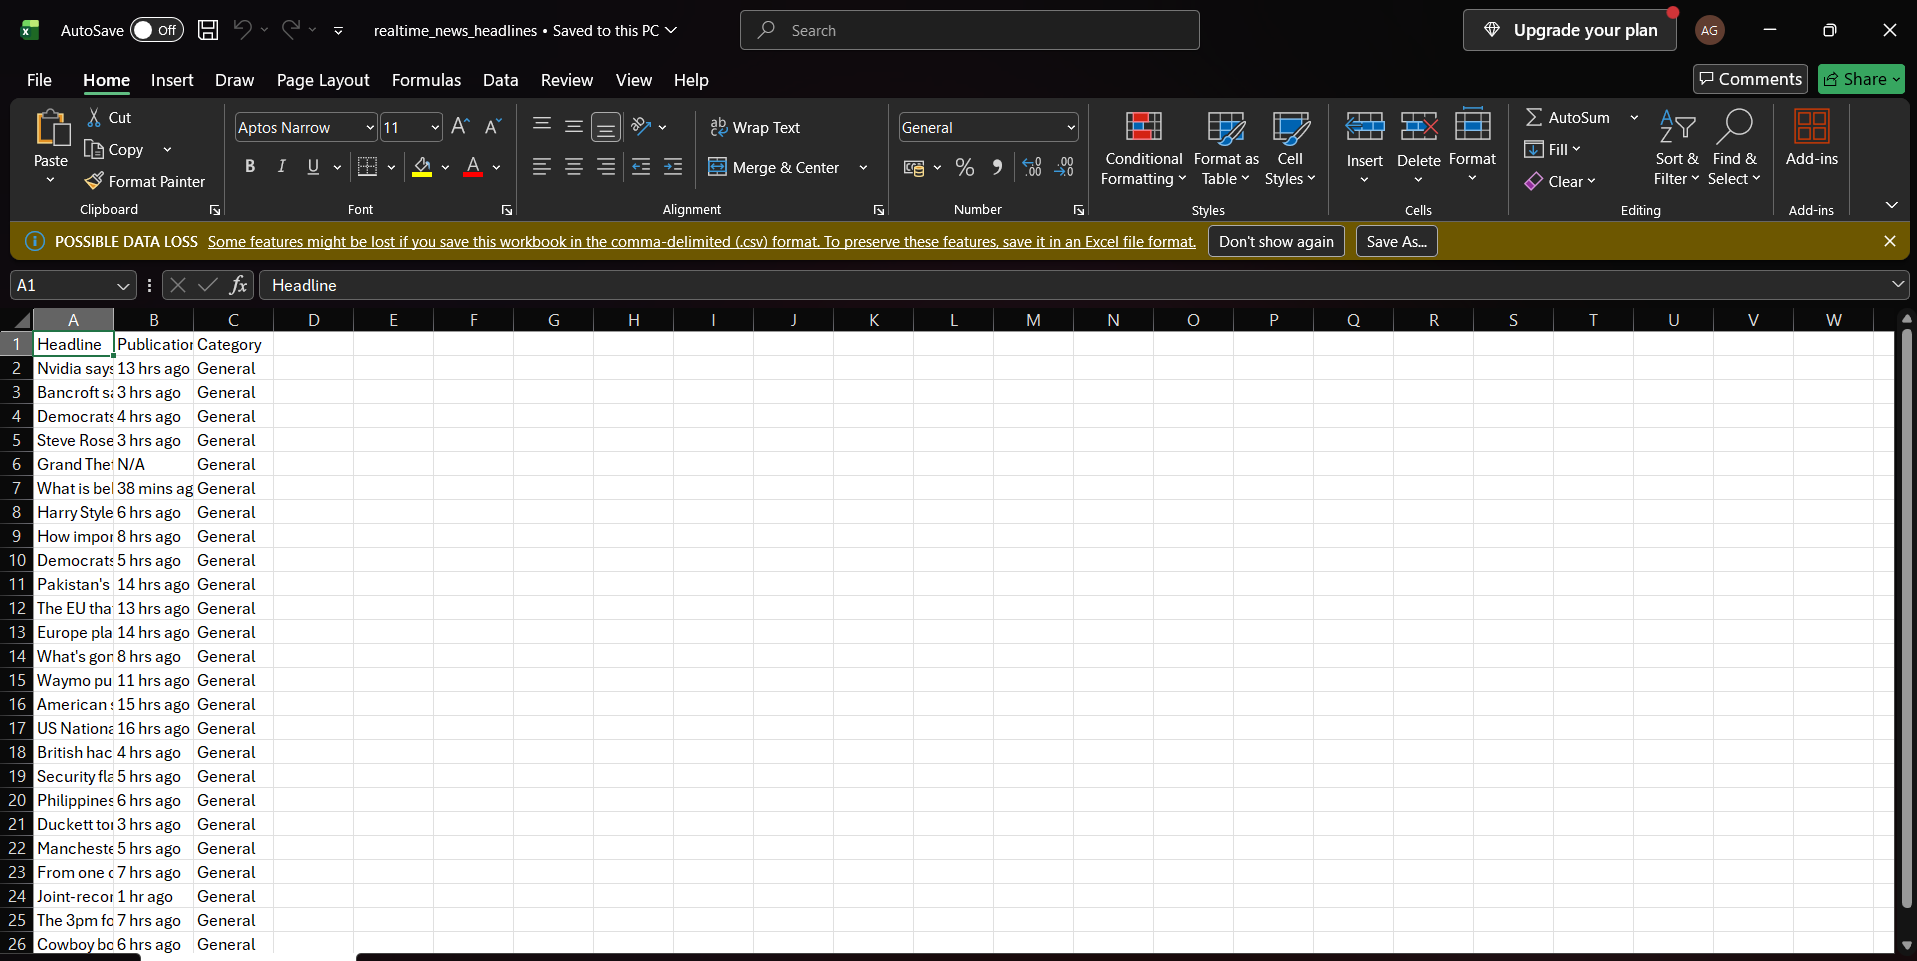 AutoSave Off realtime_news_headlines • Saved to this PC Search Upgrade your plan AG
File Home Insert Draw Page Layout Formulas Data Review View Help Comments Share
Paste Cut Copy Format Painter Clipboard
Aptos Narrow 11 B I U A Font
Wrap Text Merge & Center Alignment
General % Number
Conditional Formatting Format as Table Cell Styles Styles
Insert Delete Format Cells
AutoSum Fill Clear Sort & Filter Find & Select Editing
Add-ins Add-ins
POSSIBLE DATA LOSS Some features might be lost if you save this workbook in the comma-delimited (.csv) format. To preserve these features, save it in an Excel file format. Don't show again Save As...
A1 fx Headline
A B C D E F G H I J K L M N O P Q R S T U V W
1 Headline Publication Category
2 Nvidia says 13 hrs ago General
3 Bancroft sa 3 hrs ago General
4 Democrats 4 hrs ago General
5 Steve Rose 3 hrs ago General
6 Grand Thef N/A General
7 What is bel 38 mins ag General
8 Harry Style 6 hrs ago General
9 How impor 8 hrs ago General
10 Democrats 5 hrs ago General
11 Pakistan's 14 hrs ago General
12 The EU tha 13 hrs ago General
13 Europe pla 14 hrs ago General
14 What's gon 8 hrs ago General
15 Waymo pu 11 hrs ago General
16 American s 15 hrs ago General
17 US Nationa 16 hrs ago General
18 British hac 4 hrs ago General
19 Security fla 5 hrs ago General
20 Philippines 6 hrs ago General
21 Duckett tor 3 hrs ago General
22 Mancheste 5 hrs ago General
23 From one c 7 hrs ago General
24 Joint-recor 1 hr ago General
25 The 3pm fo 7 hrs ago General
26 Cowboy bo 6 hrs ago General